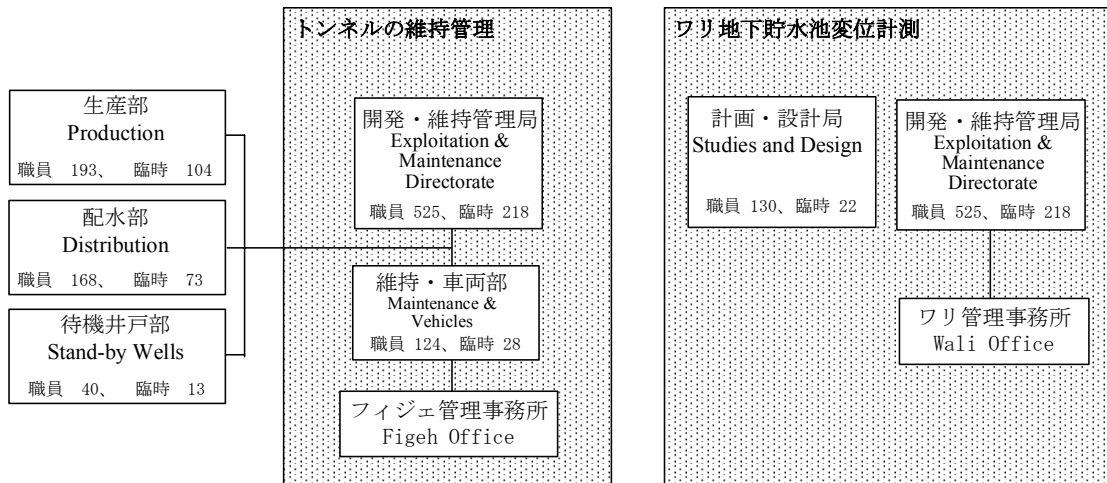 トンネルの維持管理
ワリ地下貯水池変位計測
生産部
Production
職員 193、 臨時 104
配水部
Distribution
職員 168、 臨時 73
待機井戸部
Stand-by Wells
職員 40、 臨時 13
開発・維持管理局
Exploitation &
Maintenance
Directorate
職員 525、臨時 218
維持・車両部
Maintenance &
Vehicles
職員 124、臨時 28
フィジェ管理事務所
Figeh Office
計画・設計局
Studies and Design
職員 130、臨時 22
開発・維持管理局
Exploitation &
Maintenance
Directorate
職員 525、臨時 218
ワリ管理事務所
Wali Office